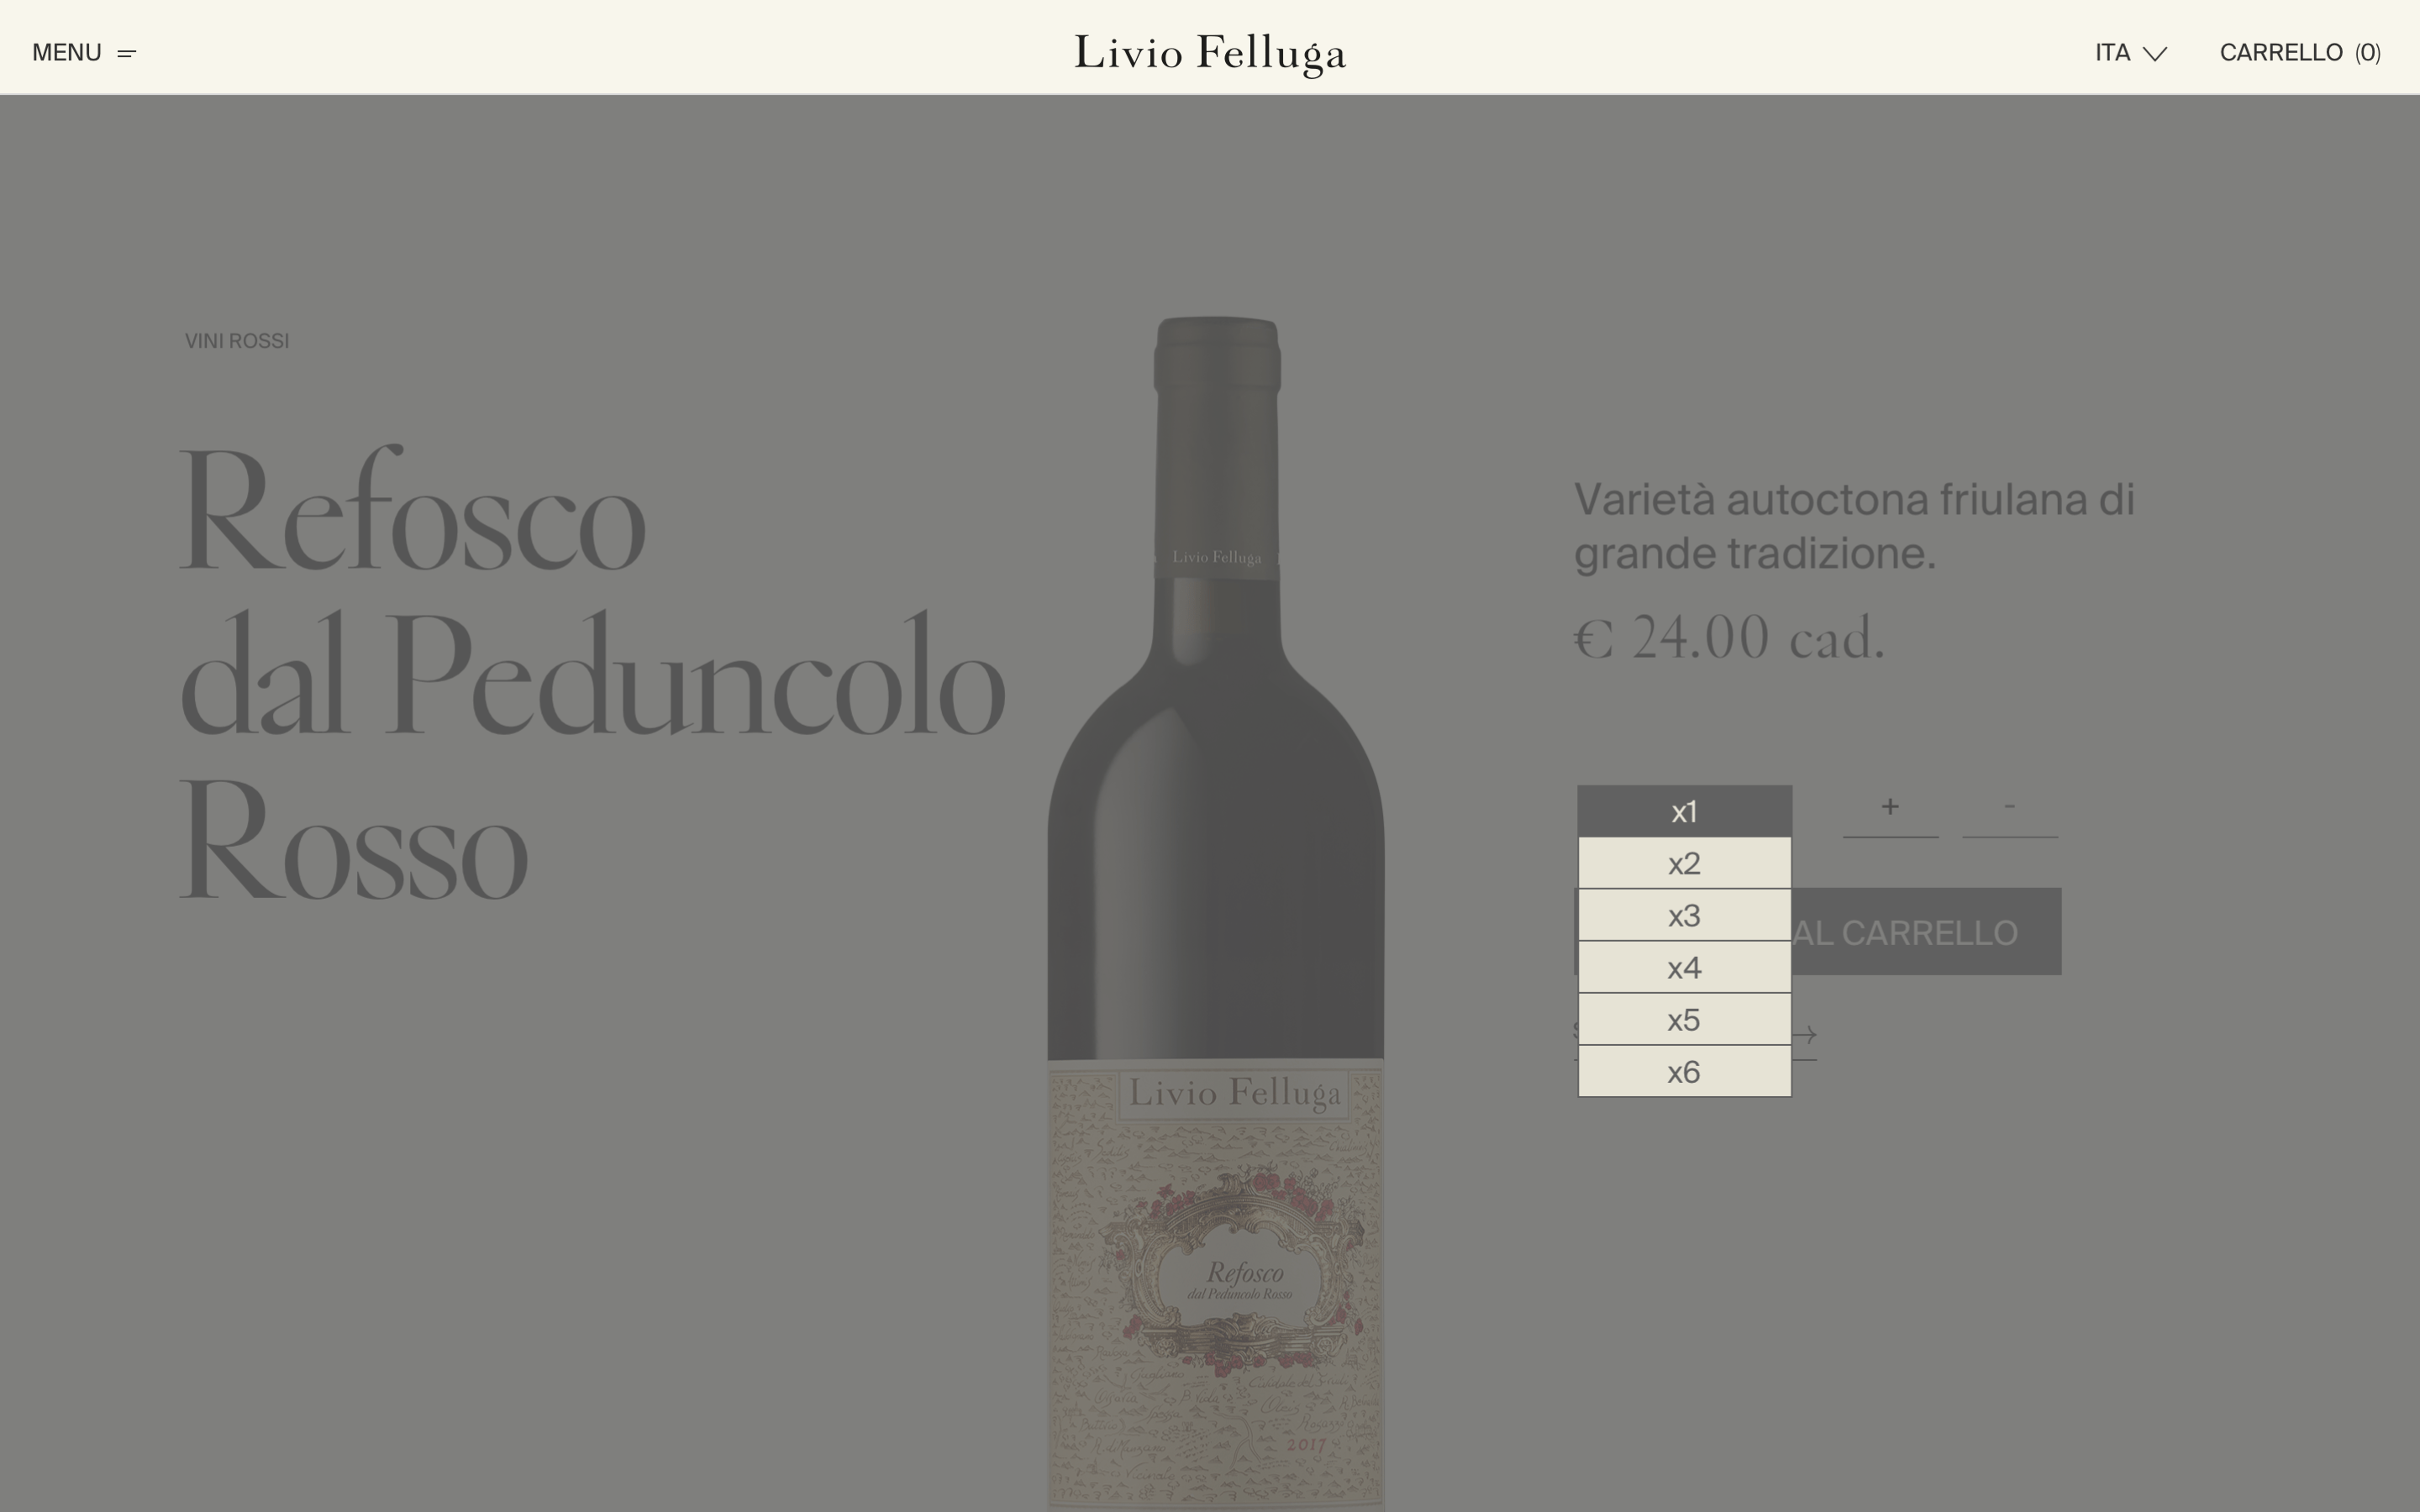 MENU
Livio Felluga
ITA
CARRELLO (0)
VINI ROSSI
Refosco
dal Peduncolo
Rosso
Livio Felluga
Varietà autoctona friulana di
grande tradizione.
€ 24.00 cad.
x1
+
-
x2
x3
AL CARRELLO
x4
x5
x6
Livio Felluga
Refosco
dal Peduncolo Rosso
2017